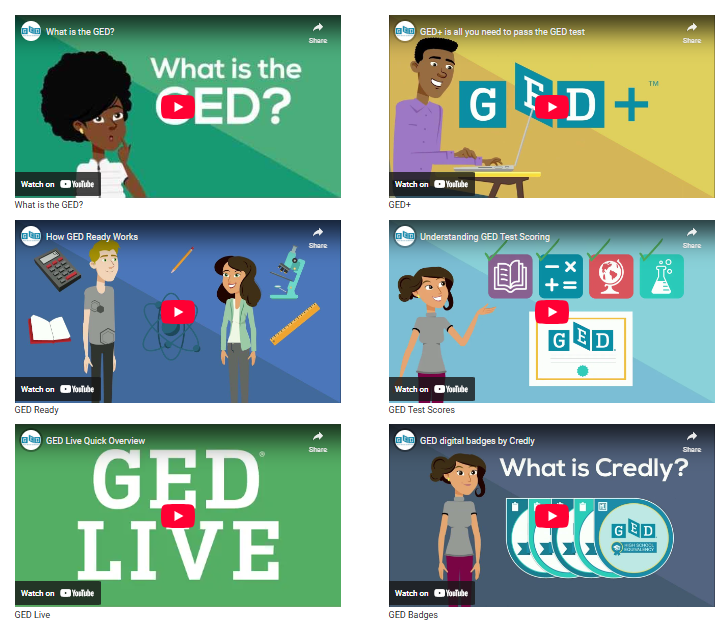 What is the GED?
Share
What is the
GED?
Watch on YouTube
What is the GED?
GED+ is all you need to pass the GED test
Share
GED+™
Watch on YouTube
GED+
How GED Ready Works
Share
Watch on YouTube
GED Ready
Understanding GED Test Scoring
Share
GED
Watch on YouTube
GED Test Scores
GED Live Quick Overview
Share
GED®
LIVE
Watch on YouTube
GED Live
GED digital badges by Credly
Share
What is Credly?
GED
HIGH SCHOOL
EQUIVALENCY
Watch on YouTube
GED Badges